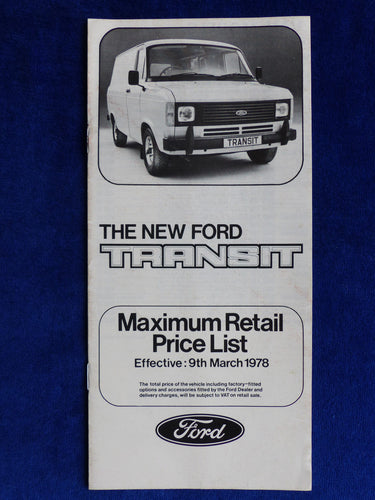 Ford
TRANSIT
THE NEW FORD
TRANSIT
Maximum Retail
Price List
Effective: 9th March 1978
The total price of the vehicle including factory-fitted
options and accessories fitted by the Ford Dealer and
delivery charges, will be subject to VAT on retail sale.
Ford